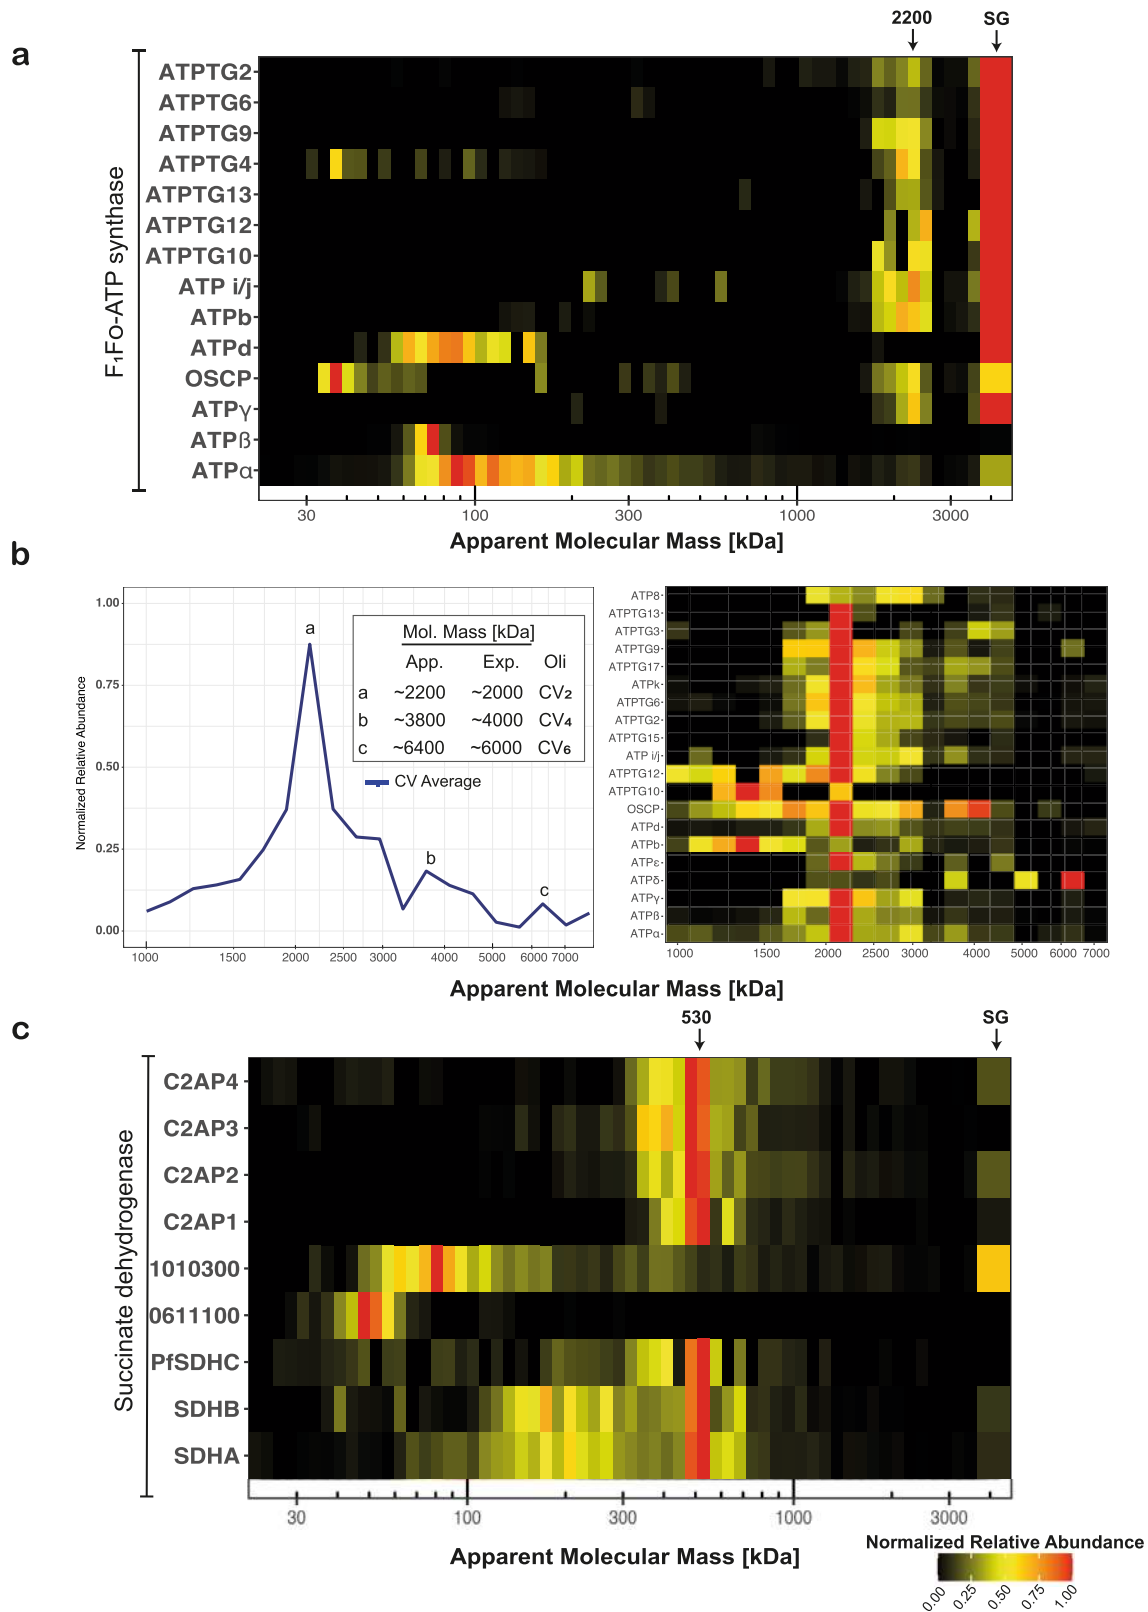 a
2200 SG
F₁Fo-ATP synthase
ATPTG2
ATPTG6
ATPTG9
ATPTG4
ATPTG13
ATPTG12
ATPTG10
ATP i/j
ATPb
ATPd
OSCP
ATPγ
ATPß
ATPα
30 100 300 1000 3000
Apparent Molecular Mass [kDa]
b
Normalized Relative Abundance
1.00
0.75
0.50
0.25
0.00
a
b
c
Mol. Mass [kDa]
App. Exp. Oli
a ~2200 ~2000 CV₂
b ~3800 ~4000 CV₄
c ~6400 ~6000 CV₆
CV Average
1000 1500 2000 2500 3000 4000 5000 6000 7000
ATP8
ATPTG13
ATPTG3
ATPTG9
ATPTG17
ATPk
ATPTG6
ATPTG2
ATPTG15
ATP i/j
ATPTG12
ATPTG10
OSCP
ATPd
ATPb
ATPε
ATPδ
ATPγ
ATPß
ATPα
1000 1500 2000 2500 3000 4000 5000 6000 7000
Apparent Molecular Mass [kDa]
c
530 SG
Succinate dehydrogenase
C2AP4
C2AP3
C2AP2
C2AP1
1010300
0611100
PfSDHC
SDHB
SDHA
30 100 300 1000 3000
Apparent Molecular Mass [kDa]
Normalized Relative Abundance
0.00 0.25 0.50 0.75 1.00